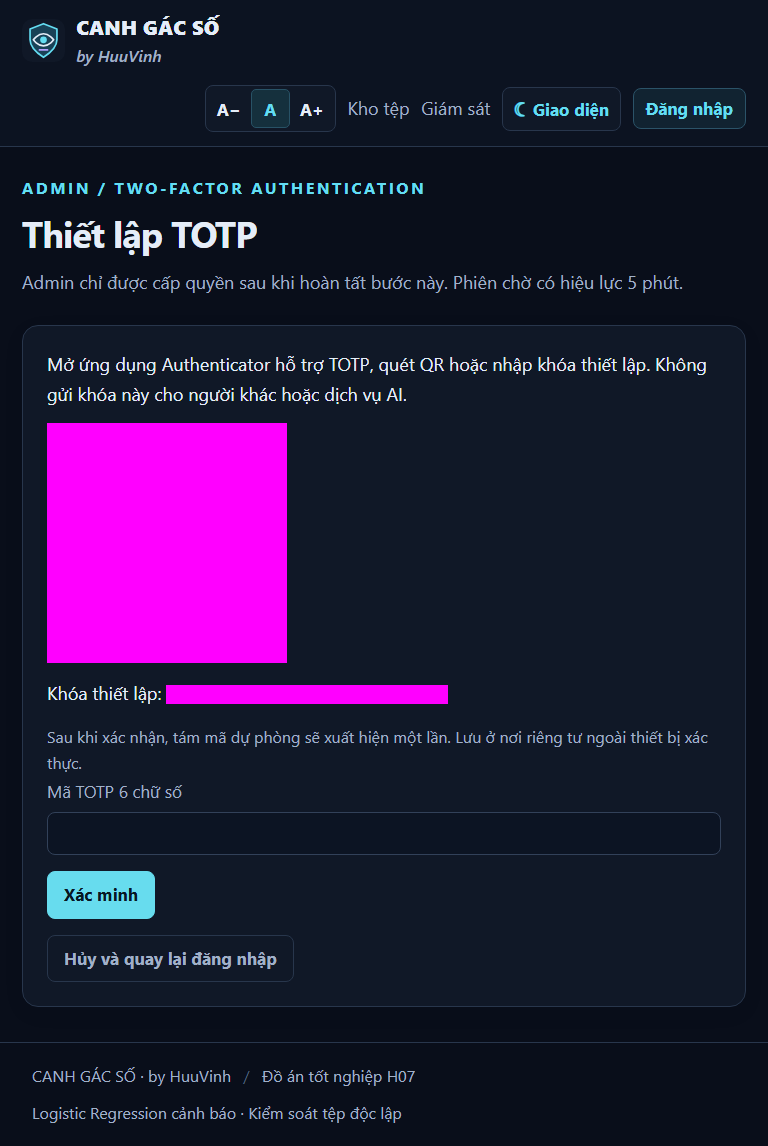 CANH GÁC SỐ
by HuuVinh
A− A A+ Kho tệp Giám sát Giao diện Đăng nhập
ADMIN / TWO-FACTOR AUTHENTICATION
Thiết lập TOTP
Admin chỉ được cấp quyền sau khi hoàn tất bước này. Phiên chờ có hiệu lực 5 phút.
Mở ứng dụng Authenticator hỗ trợ TOTP, quét QR hoặc nhập khóa thiết lập. Không
gửi khóa này cho người khác hoặc dịch vụ AI.
Khóa thiết lập:
Sau khi xác nhận, tám mã dự phòng sẽ xuất hiện một lần. Lưu ở nơi riêng tư ngoài thiết bị xác
thực.
Mã TOTP 6 chữ số
Xác minh
Hủy và quay lại đăng nhập
CANH GÁC SỐ · by HuuVinh / Đồ án tốt nghiệp H07
Logistic Regression cảnh báo · Kiểm soát tệp độc lập